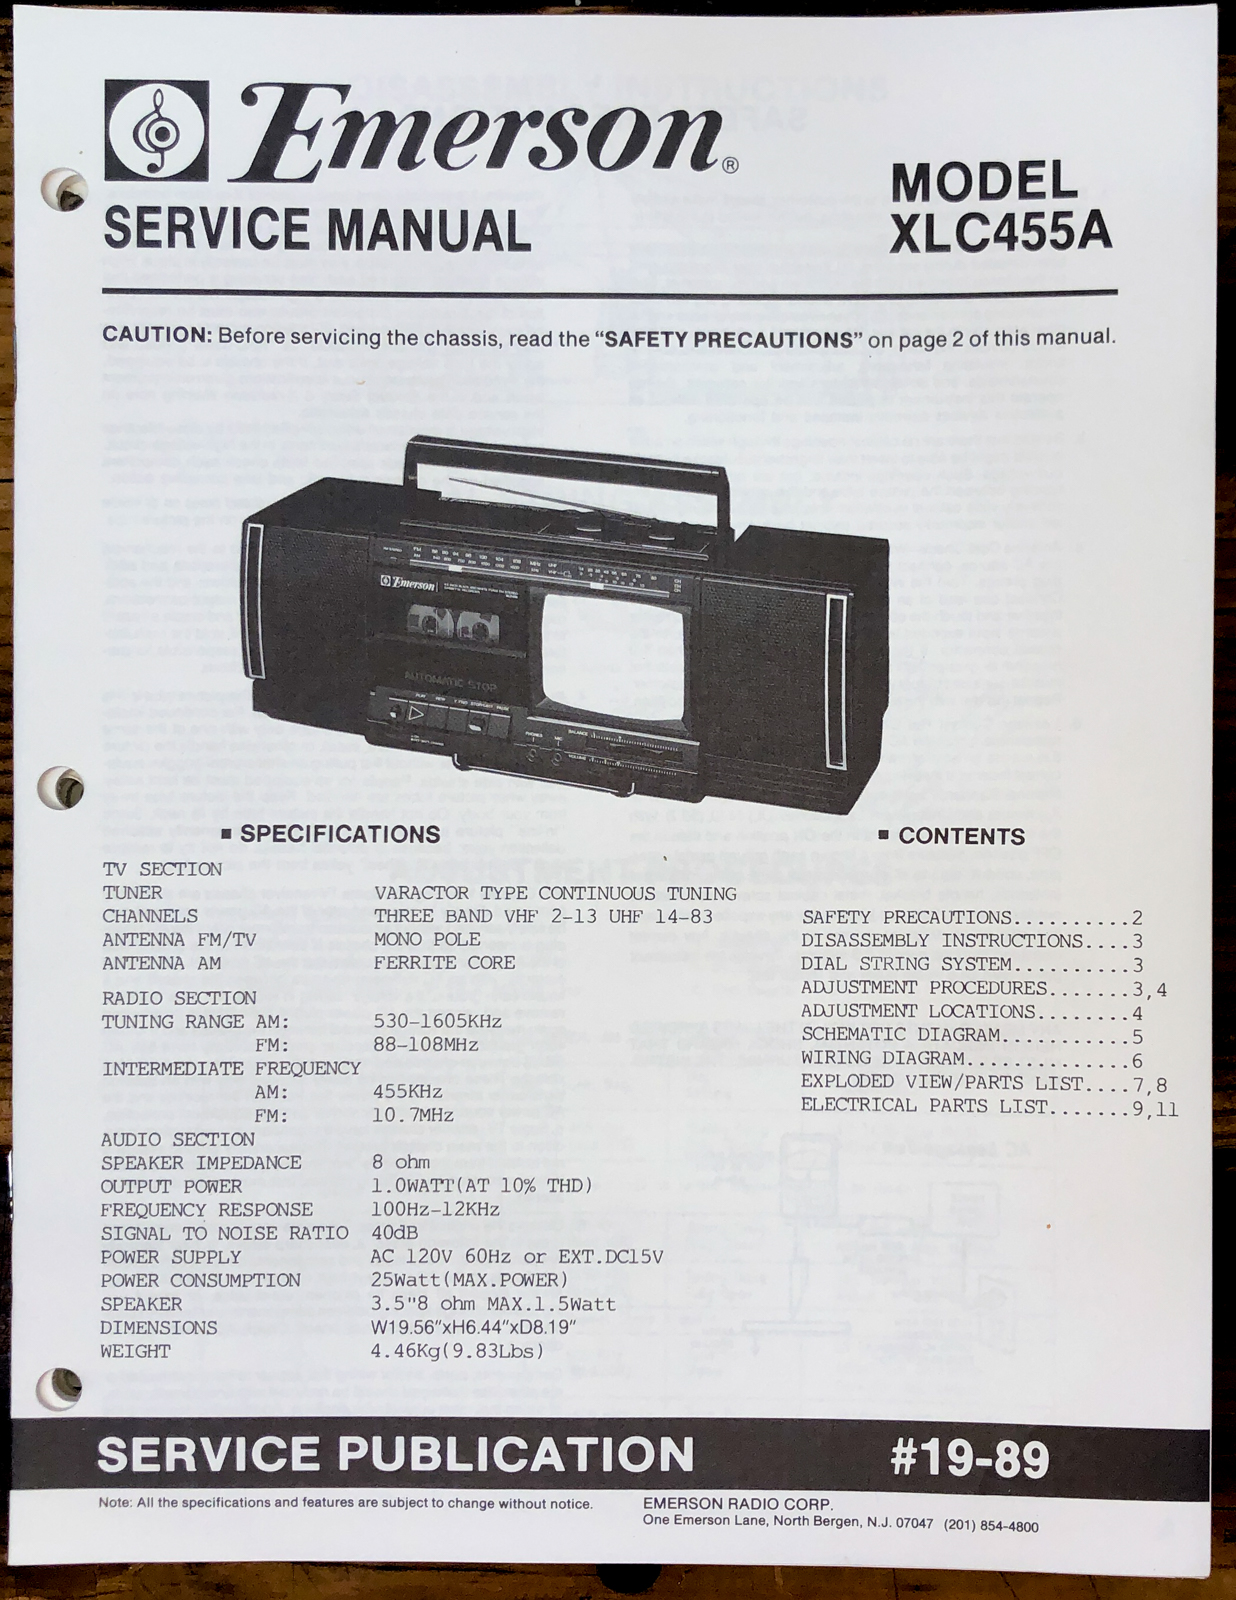 Emerson®
SERVICE MANUAL
MODEL
XLC455A
CAUTION: Before servicing the chassis, read the “SAFETY PRECAUTIONS” on page 2 of this manual.
Emerson
AUTOMATIC STOP
PHONES
MIC
BALANCE
VOLUME
■ SPECIFICATIONS
TV SECTION
TUNER VARACTOR TYPE CONTINUOUS TUNING
CHANNELS THREE BAND VHF 2-13 UHF 14-83
ANTENNA FM/TV MONO POLE
ANTENNA AM FERRITE CORE
RADIO SECTION
TUNING RANGE AM: 530-1605KHz
FM: 88-108MHz
INTERMEDIATE FREQUENCY
AM: 455KHz
FM: 10.7MHz
AUDIO SECTION
SPEAKER IMPEDANCE 8 ohm
OUTPUT POWER 1.0WATT(AT 10% THD)
FREQUENCY RESPONSE 100Hz-12KHz
SIGNAL TO NOISE RATIO 40dB
POWER SUPPLY AC 120V 60Hz or EXT.DC15V
POWER CONSUMPTION 25Watt(MAX.POWER)
SPEAKER 3.5"8 ohm MAX.1.5Watt
DIMENSIONS W19.56″xH6.44″xD8.19″
WEIGHT 4.46Kg(9.83Lbs)
■ CONTENTS
SAFETY PRECAUTIONS..........2
DISASSEMBLY INSTRUCTIONS....3
DIAL STRING SYSTEM..........3
ADJUSTMENT PROCEDURES.......3,4
ADJUSTMENT LOCATIONS........4
SCHEMATIC DIAGRAM...........5
WIRING DIAGRAM..............6
EXPLODED VIEW/PARTS LIST....7,8
ELECTRICAL PARTS LIST.......9,11
SERVICE PUBLICATION #19-89
Note: All the specifications and features are subject to change without notice.
EMERSON RADIO CORP.
One Emerson Lane, North Bergen, N.J. 07047 (201) 854-4800